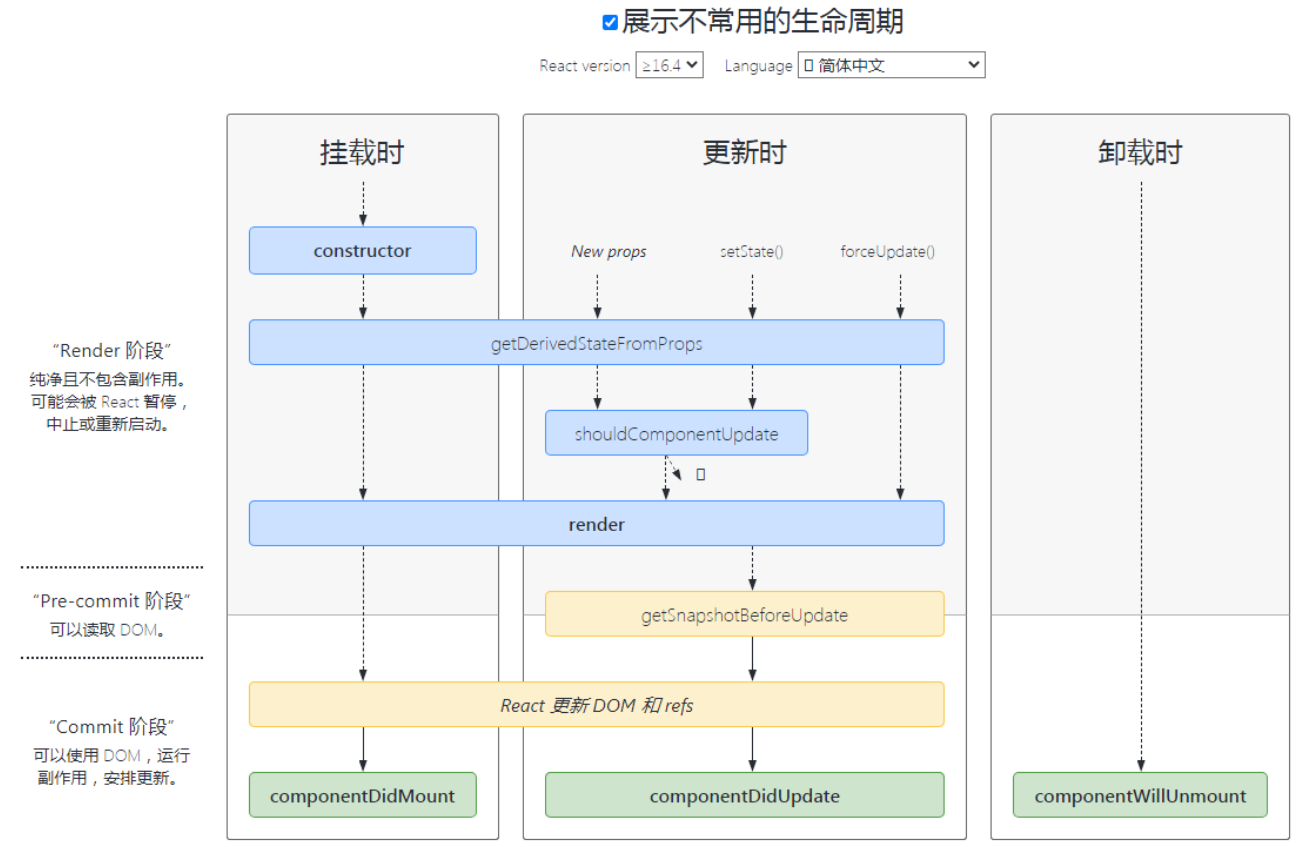 展示不常用的生命周期
React version ≥16.4 Language 简体中文
挂载时
更新时
卸载时
constructor
New props
setState()
forceUpdate()
getDerivedStateFromProps
shouldComponentUpdate
render
getSnapshotBeforeUpdate
React 更新 DOM 和 refs
componentDidMount
componentDidUpdate
componentWillUnmount
“Render 阶段”
纯净且不包含副作用。
可能会被 React 暂停，
中止或重新启动。
“Pre-commit 阶段”
可以读取 DOM。
“Commit 阶段”
可以使用 DOM，运行
副作用，安排更新。